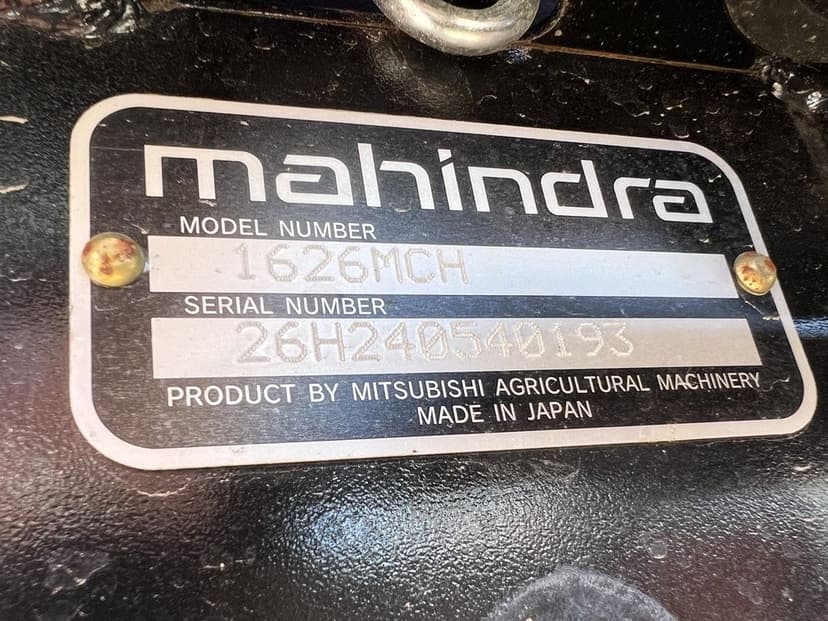 mahindra
MODEL NUMBER
1626MCH
SERIAL NUMBER
26H240540193
PRODUCT BY MITSUBISHI AGRICULTURAL MACHINERY
MADE IN JAPAN